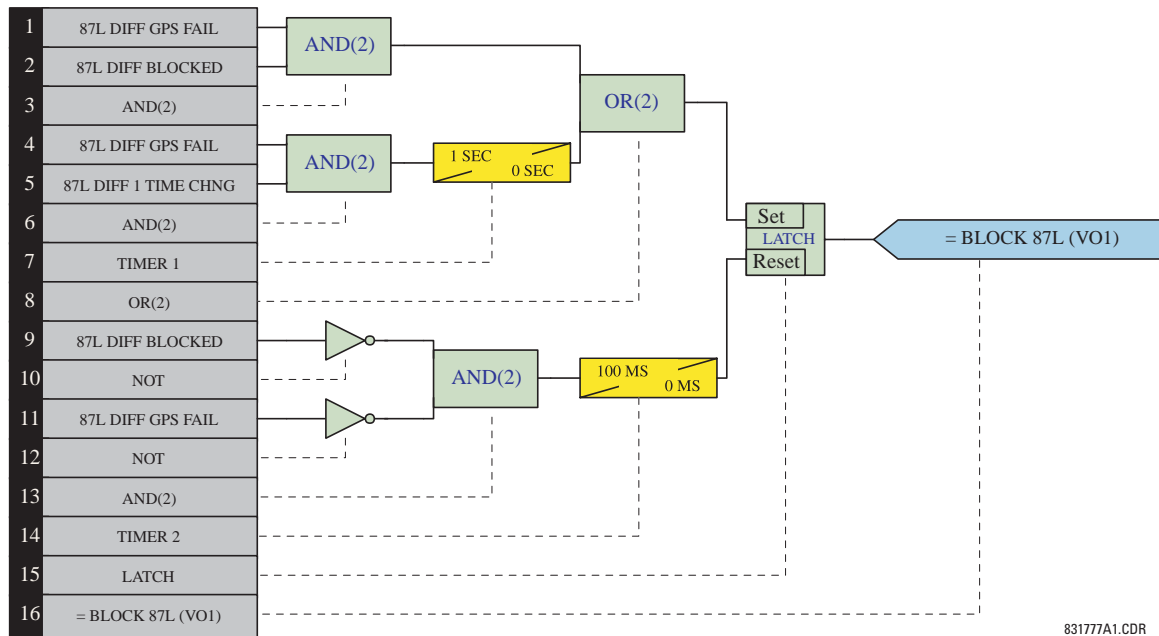 1 87L DIFF GPS FAIL
2 87L DIFF BLOCKED
3 AND(2)
4 87L DIFF GPS FAIL
5 87L DIFF 1 TIME CHNG
6 AND(2)
7 TIMER 1
8 OR(2)
9 87L DIFF BLOCKED
10 NOT
11 87L DIFF GPS FAIL
12 NOT
13 AND(2)
14 TIMER 2
15 LATCH
16 = BLOCK 87L (VO1)
AND(2)
OR(2)
AND(2)
1 SEC
0 SEC
Set
LATCH
Reset
= BLOCK 87L (VO1)
AND(2)
100 MS
0 MS
831777A1.CDR